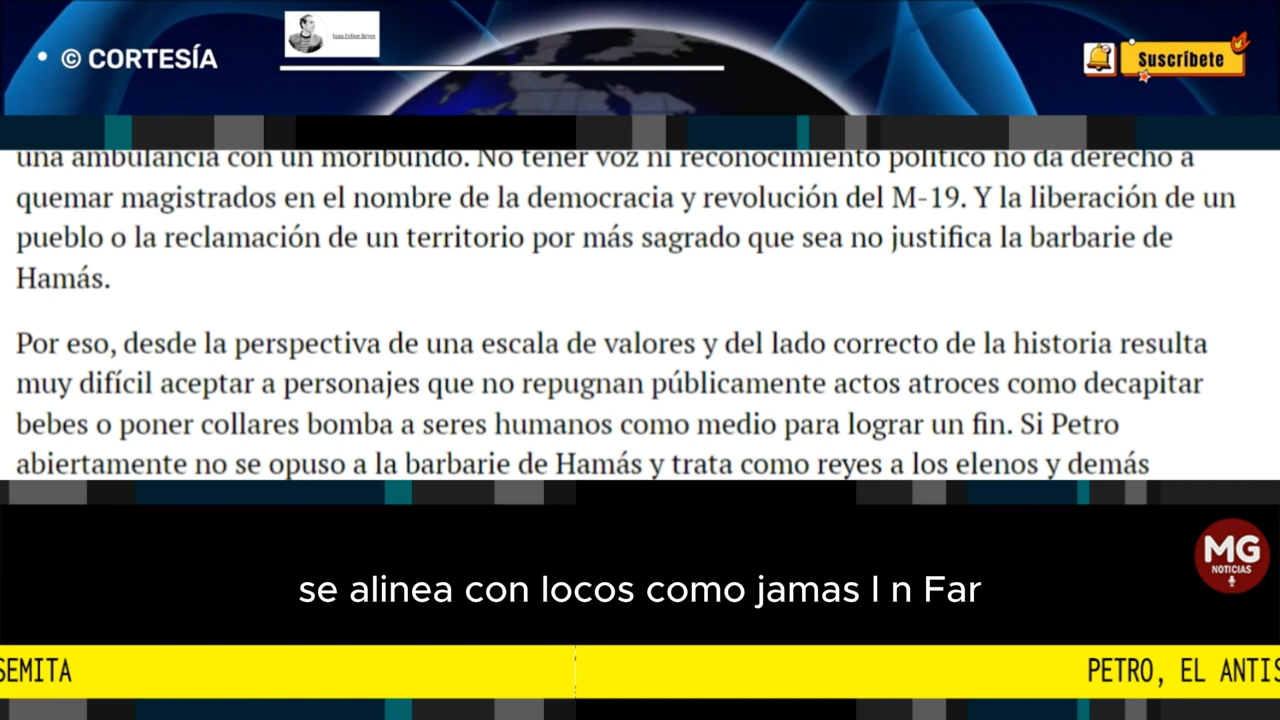 • © CORTESÍA
Juan Felipe Reyes
Suscríbete
una ambulancia con un moribundo. No tener voz ni reconocimiento político no da derecho a
quemar magistrados en el nombre de la democracia y revolución del M-19. Y la liberación de un
pueblo o la reclamación de un territorio por más sagrado que sea no justifica la barbarie de
Hamás.
Por eso, desde la perspectiva de una escala de valores y del lado correcto de la historia resulta
muy difícil aceptar a personajes que no repugnan públicamente actos atroces como decapitar
bebes o poner collares bomba a seres humanos como medio para lograr un fin. Si Petro
abiertamente no se opuso a la barbarie de Hamás y trata como reyes a los elenos y demás
MG
NOTICIAS
se alinea con locos como jamas l n Far
SEMITA
PETRO, EL ANTIS